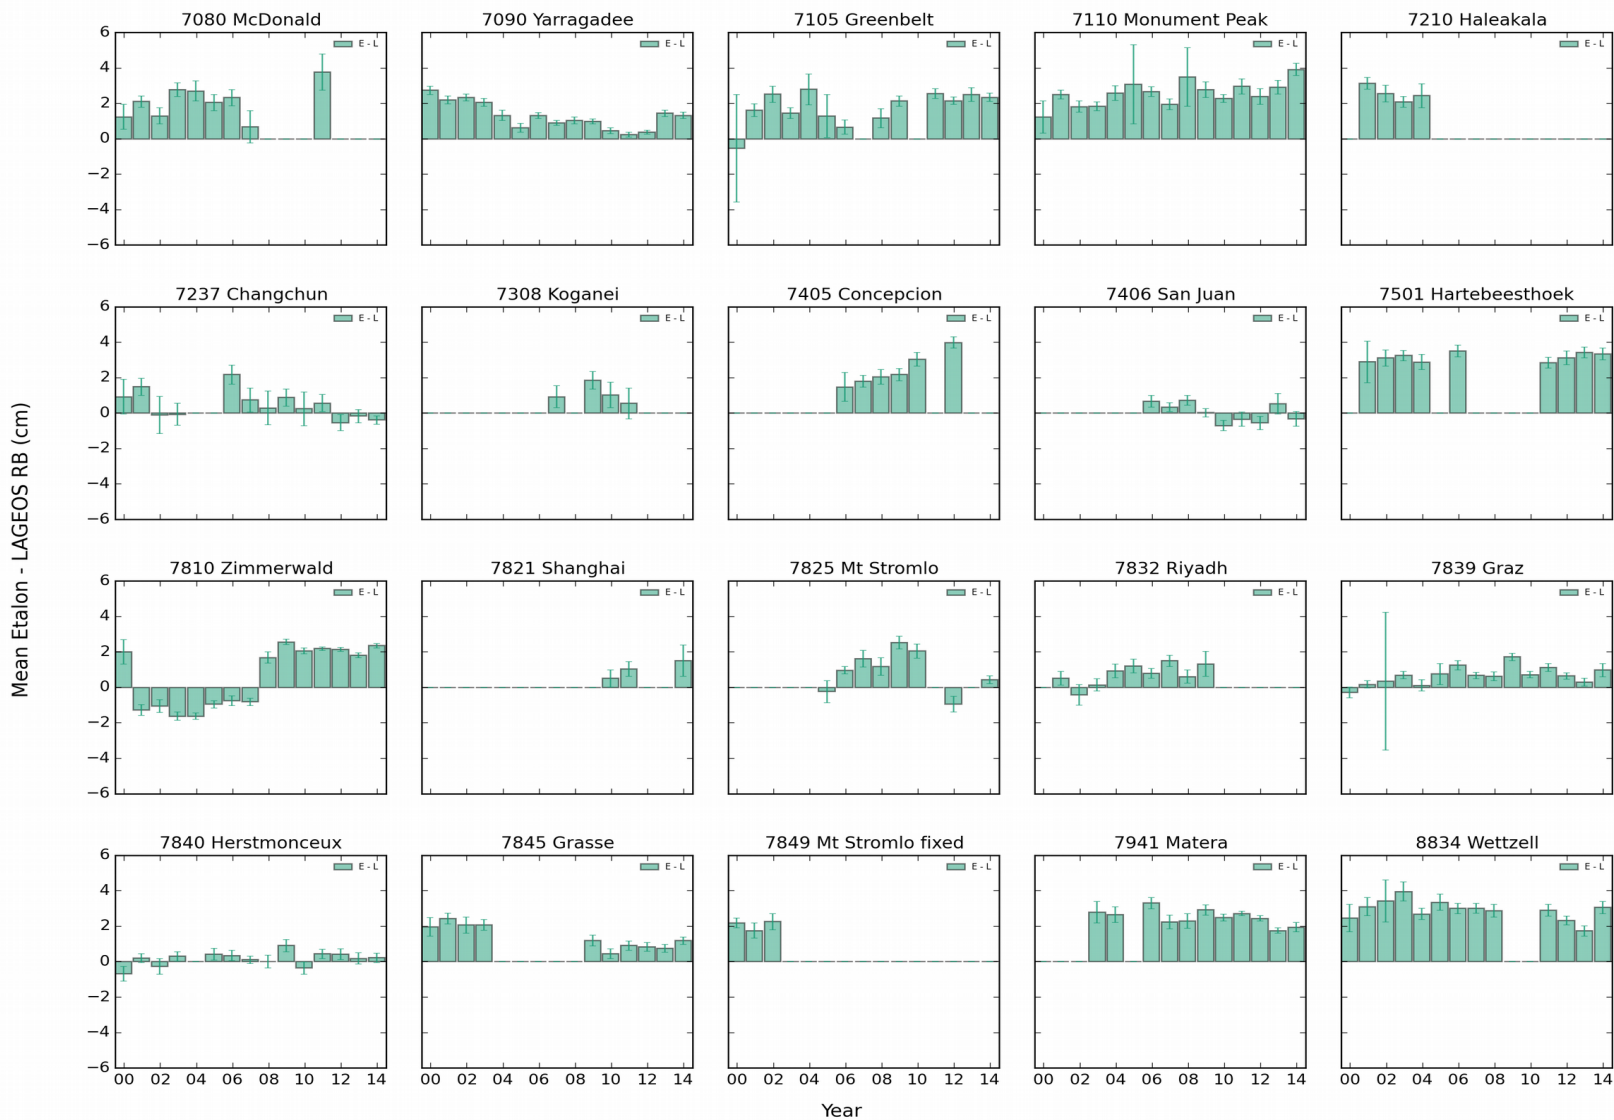 7080 McDonald
7090 Yarragadee
7105 Greenbelt
7110 Monument Peak
7210 Haleakala
E - L
E - L
E - L
E - L
E - L
6
4
2
0
−2
−4
−6
7237 Changchun
7308 Koganei
7405 Concepcion
7406 San Juan
7501 Hartebeesthoek
E - L
E - L
E - L
E - L
E - L
6
4
2
0
−2
−4
−6
Mean Etalon - LAGEOS RB (cm)
7810 Zimmerwald
7821 Shanghai
7825 Mt Stromlo
7832 Riyadh
7839 Graz
E - L
E - L
E - L
E - L
E - L
6
4
2
0
−2
−4
−6
7840 Herstmonceux
7845 Grasse
7849 Mt Stromlo fixed
7941 Matera
8834 Wettzell
E - L
E - L
E - L
E - L
E - L
6
4
2
0
−2
−4
−6
00 02 04 06 08 10 12 14
00 02 04 06 08 10 12 14
00 02 04 06 08 10 12 14
00 02 04 06 08 10 12 14
00 02 04 06 08 10 12 14
Year